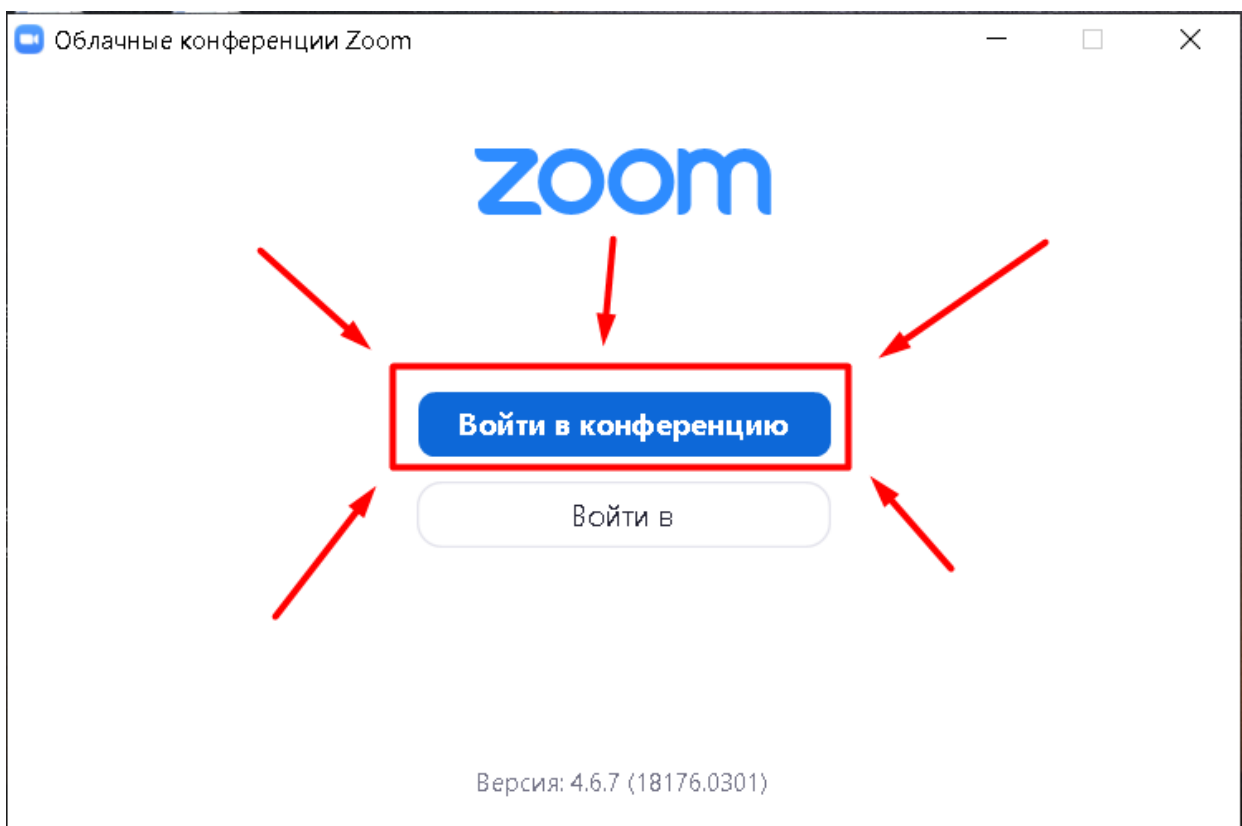 Облачные конференции Zoom
zoom
Войти в конференцию
Войти в
Версия: 4.6.7 (18176.0301)